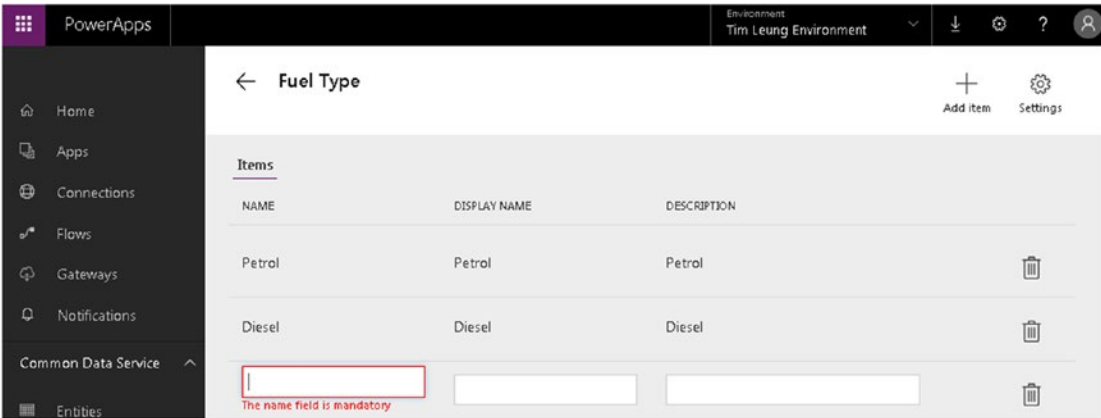 PowerApps
Environment
Tim Leung Environment
?
Fuel Type
Add item
Settings
Home
Apps
Connections
Flows
Gateways
Notifications
Common Data Service
Entities
Items
NAME DISPLAY NAME DESCRIPTION
Petrol Petrol Petrol
Diesel Diesel Diesel
The name field is mandatory